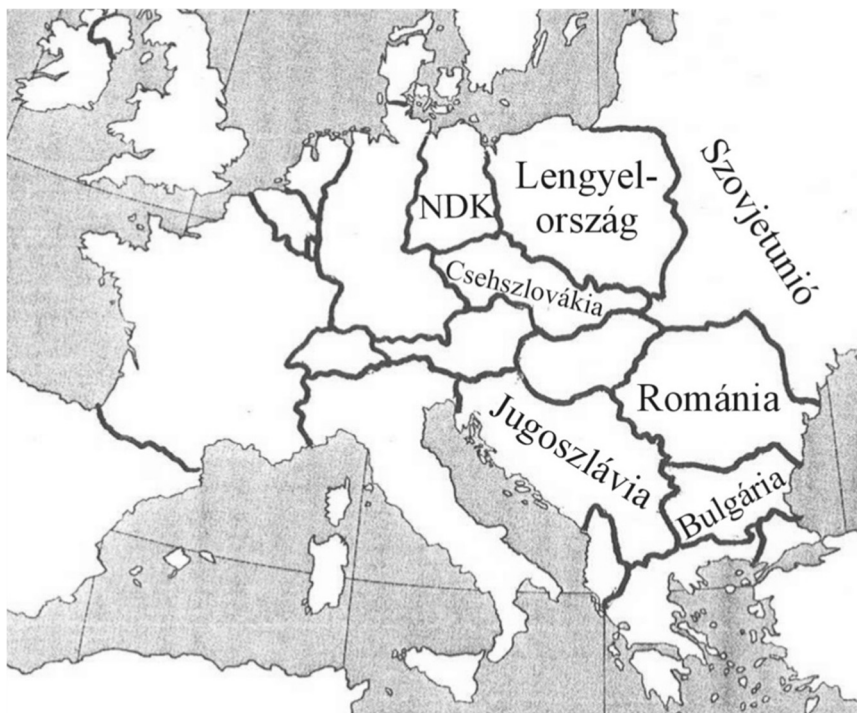 Szovjetunió
Lengyel-
ország
NDK
Csehszlovákia
Románia
Jugoszlávia
Bulgária